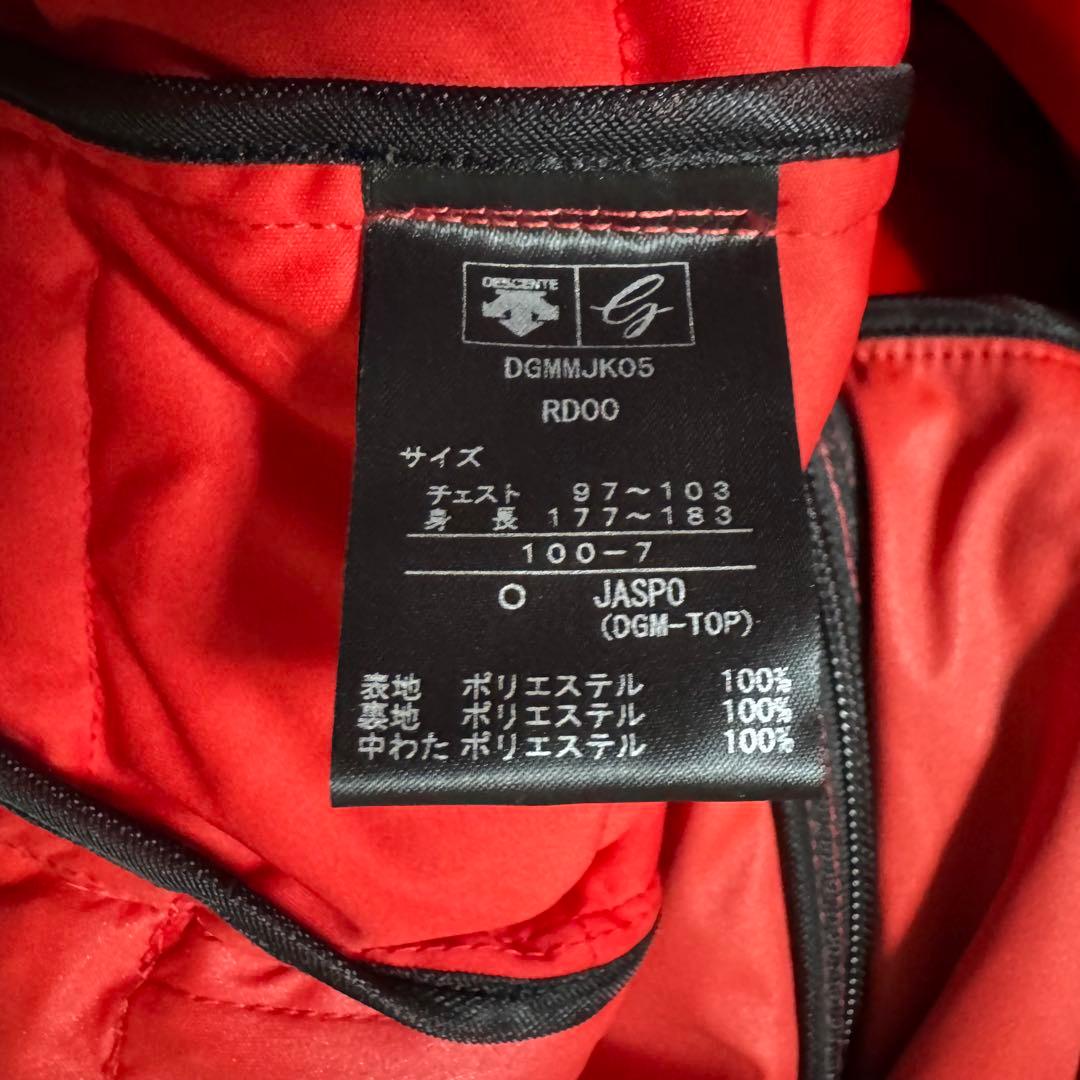 DESCENTE
G
DGMMJK05
RD00
サイズ
チェスト 97～103
身長 177～183
100-7
O JASPO
(DGM-TOP)
表地 ポリエステル 100%
裏地 ポリエステル 100%
中わた ポリエステル 100%